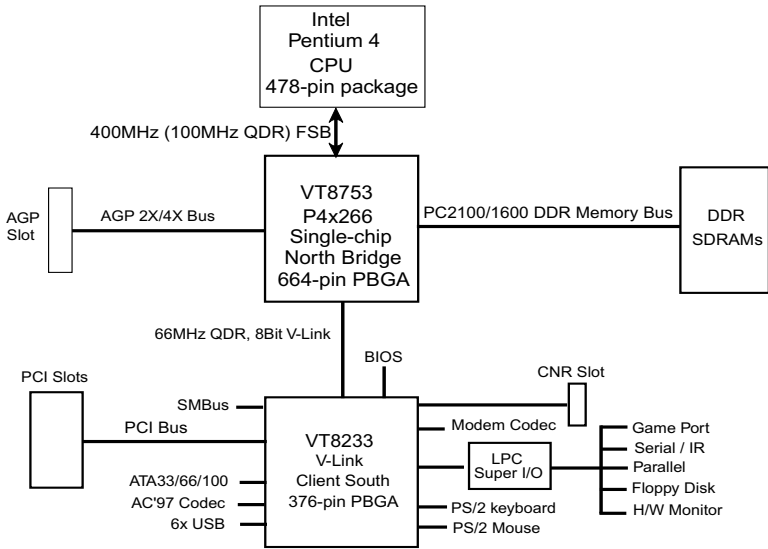 Intel
Pentium 4
CPU
478-pin package
400MHz (100MHz QDR) FSB
AGP
Slot
AGP 2X/4X Bus
VT8753
P4x266
Single-chip
North Bridge
664-pin PBGA
PC2100/1600 DDR Memory Bus
DDR
SDRAMs
66MHz QDR, 8Bit V-Link
BIOS
PCI Slots
CNR Slot
SMBus
PCI Bus
ATA33/66/100
AC'97 Codec
6x USB
VT8233
V-Link
Client South
376-pin PBGA
Modem Codec
LPC
Super I/O
PS/2 keyboard
PS/2 Mouse
Game Port
Serial / IR
Parallel
Floppy Disk
H/W Monitor